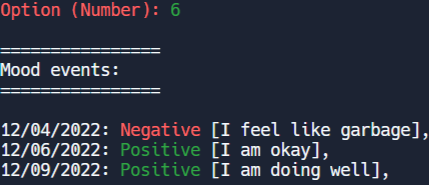 Option (Number): 6
================
Mood events:
================
12/04/2022: Negative [I feel like garbage],
12/06/2022: Positive [I am okay],
12/09/2022: Positive [I am doing well],